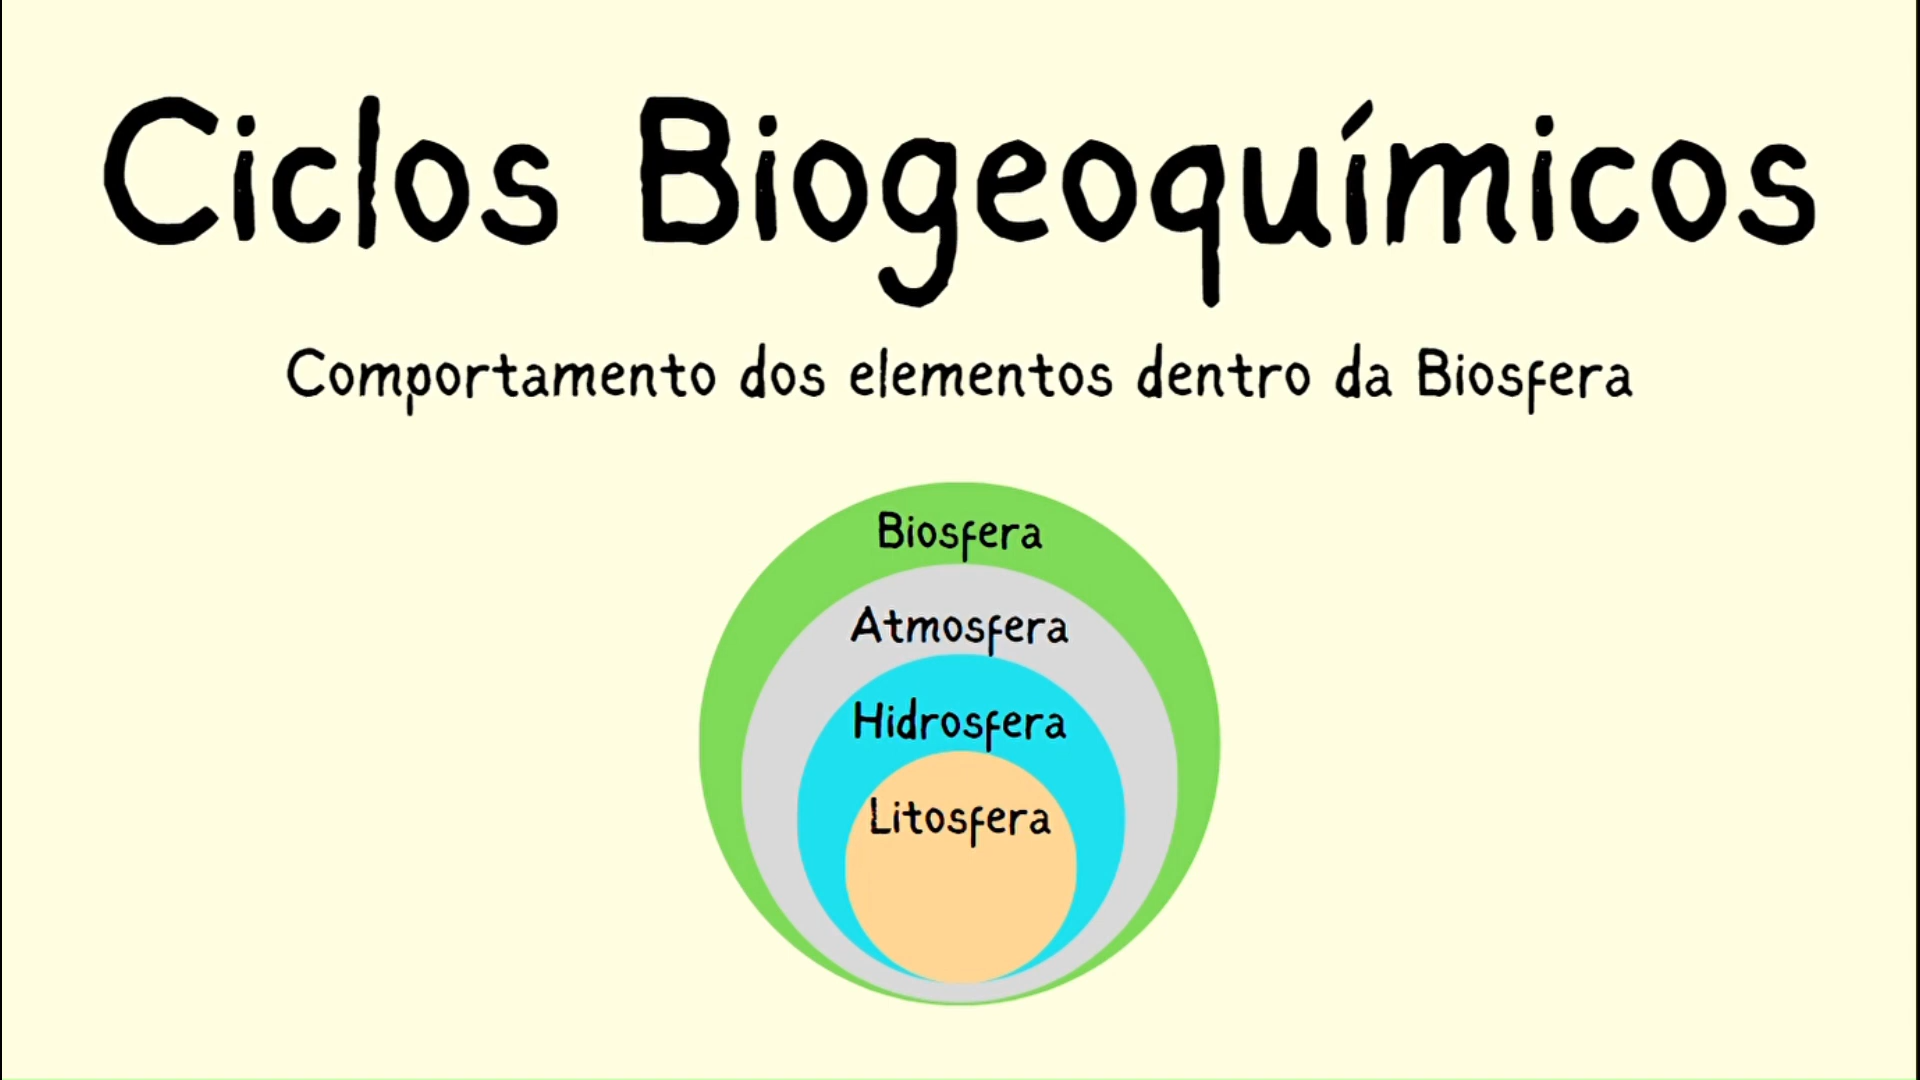 Ciclos Biogeoquímicos
Comportamento dos elementos dentro da Biosfera
Biosfera
Atmosfera
Hidrosfera
Litosfera